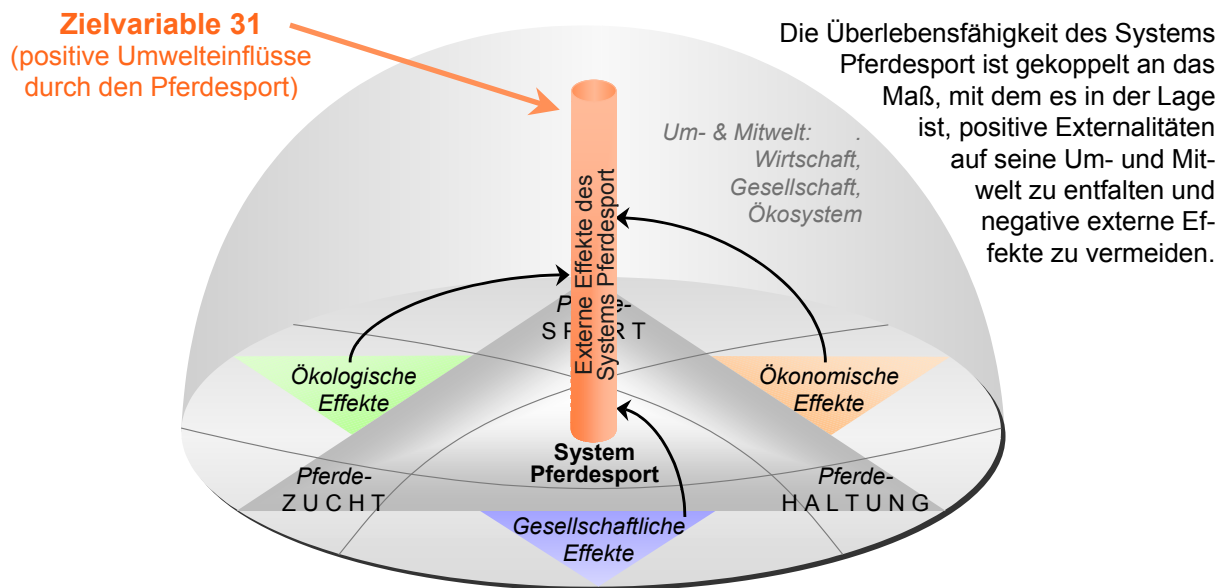 Zielvariable 31
(positive Umwelteinflüsse
durch den Pferdesport)
Die Überlebensfähigkeit des Systems
Pferdesport ist gekoppelt an das
Maß, mit dem es in der Lage
ist, positive Externalitäten
auf seine Um- und Mit-
welt zu entfalten und
negative externe Ef-
fekte zu vermeiden.
Um- & Mitwelt: .
Wirtschaft,
Gesellschaft,
Ökosystem
Externe Effekte des
Systems Pferdesport
Ökologische
Effekte
Ökonomische
Effekte
System
Pferdesport
Pferde-
ZUCHT
Pferde-
HALTUNG
Gesellschaftliche
Effekte